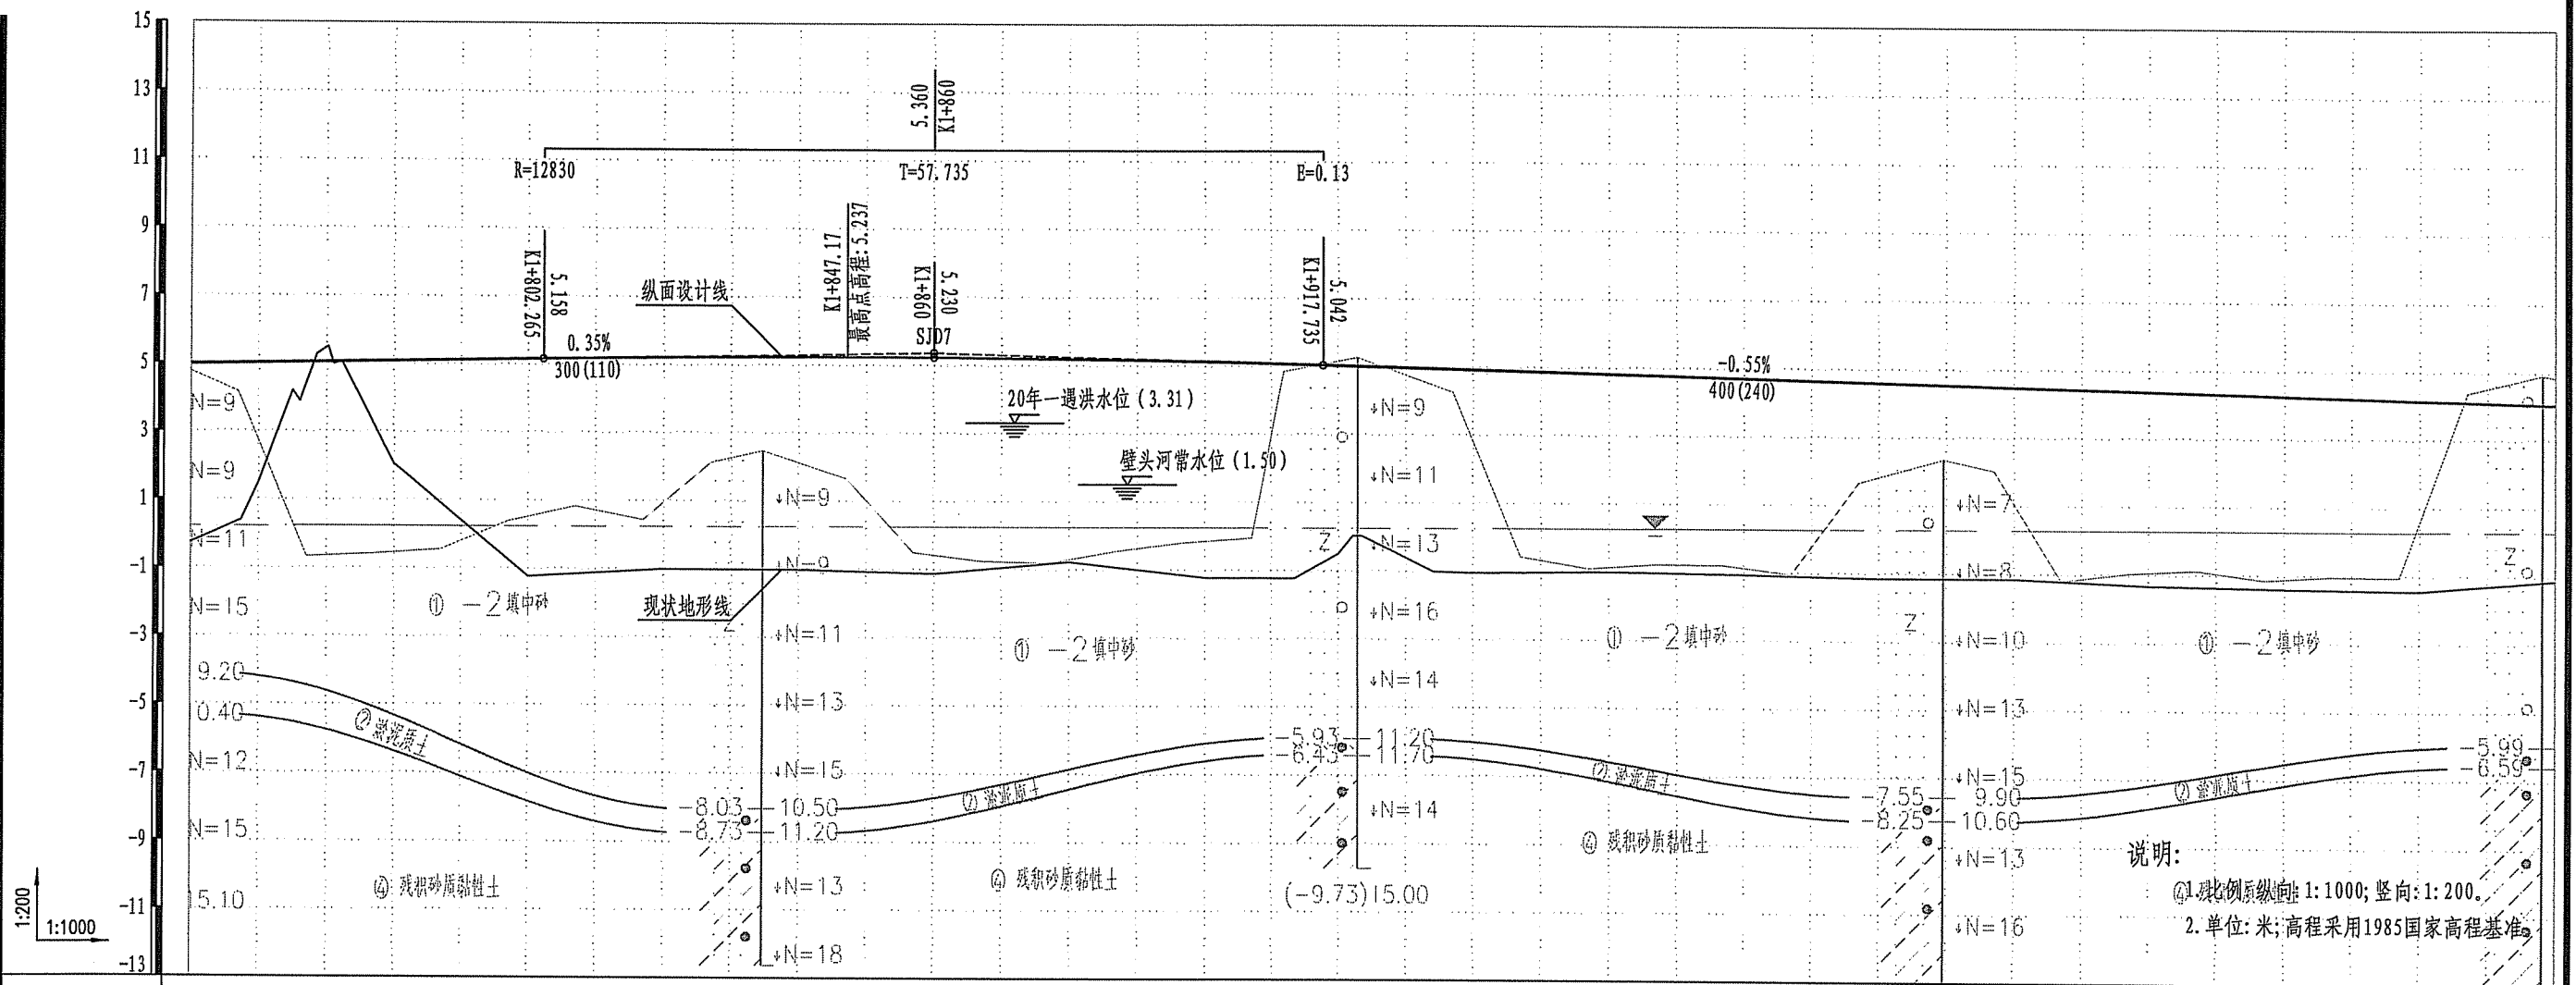 15
13
11
9
7
5
3
1
-1
-3
-5
-7
-9
-11
-13
1:200
1:1000
5.360
K1+860
R=12830
T=57.735
E=0.13
K1+802.265
5.158
纵面设计线
K1+847.17
最高点高程:5.237
K1+860
5.230
SJD7
K1+917.735
5.042
0.35%
300(110)
-0.55%
400(240)
20年一遇洪水位(3.31)
壁头河常水位(1.50)
现状地形线
N=9
N=9
N=11
N=15
9.20
0.40
N=12
N=15
15.10
①-2填中砂
②淤泥质土
④残积砂质黏性土
N=9
N=9
Z
N=11
N=13
N=15
-8.03 10.50
-8.73 11.20
N=13
N=18
①-2填中砂
②淤泥质土
④残积砂质黏性土
N=9
N=11
Z
N=13
N=16
N=14
-5.93 11.20
-6.43 11.70
N=14
(-9.73)15.00
①-2填中砂
②淤泥质土
④残积砂质黏性土
N=7
N=8
Z
N=10
N=13
N=15
-7.55 9.90
-8.25 10.60
N=13
N=16
①-2填中砂
②淤泥质土
Z
-5.99
-6.59
说明:
1.比例纵向:1:1000;竖向:1:200。
2.单位:米;高程采用1985国家高程基准。